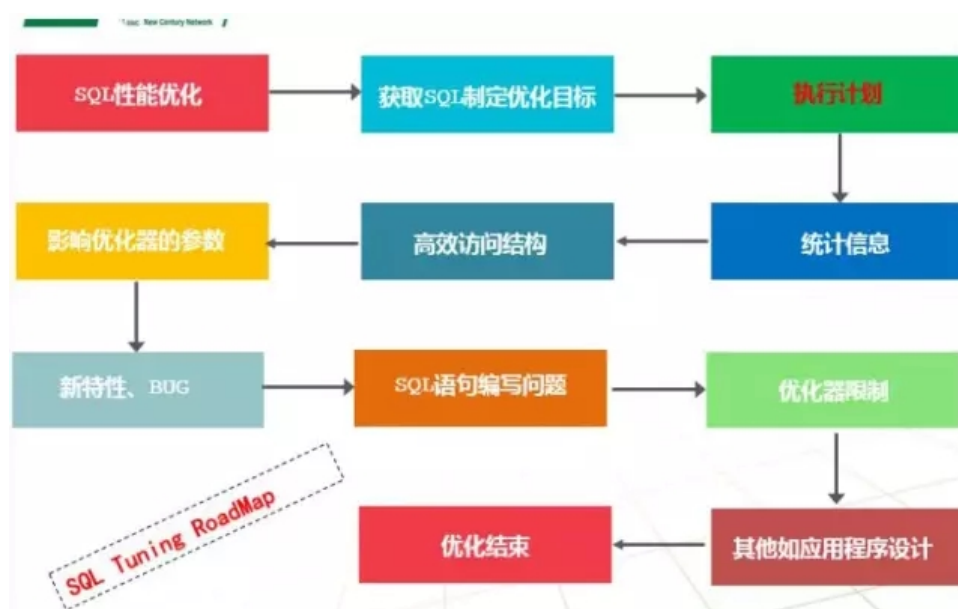 New Century Network
SQL性能优化
获取SQL制定优化目标
执行计划
统计信息
高效访问结构
影响优化器的参数
新特性、BUG
SQL语句编写问题
优化器限制
其他如应用程序设计
优化结束
SQL Tuning RoadMap